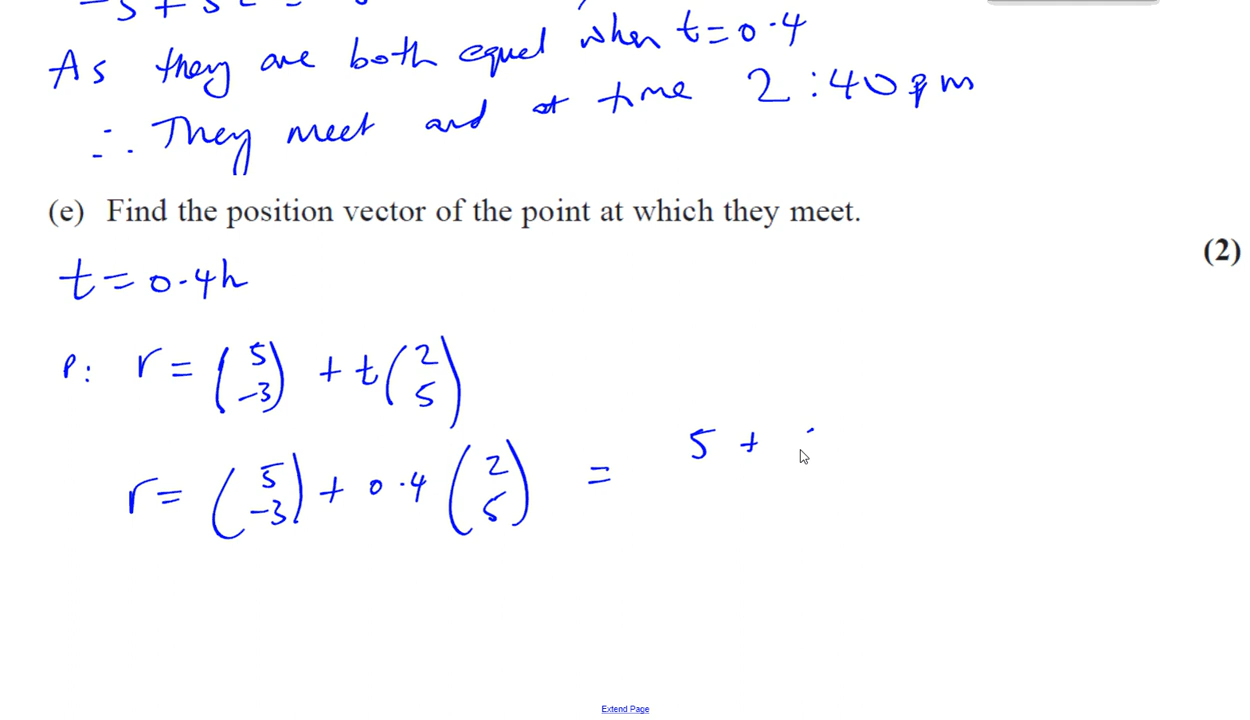 As they are both equal when t=0.4
∴ They meet and at time 2:40pm
(e) Find the position vector of the point at which they meet.
(2)
t=0.4h
P: r = (5 -3) + t (2 5)
r = (5 -3) + 0.4 (2 5) = 5 +
Extend Page